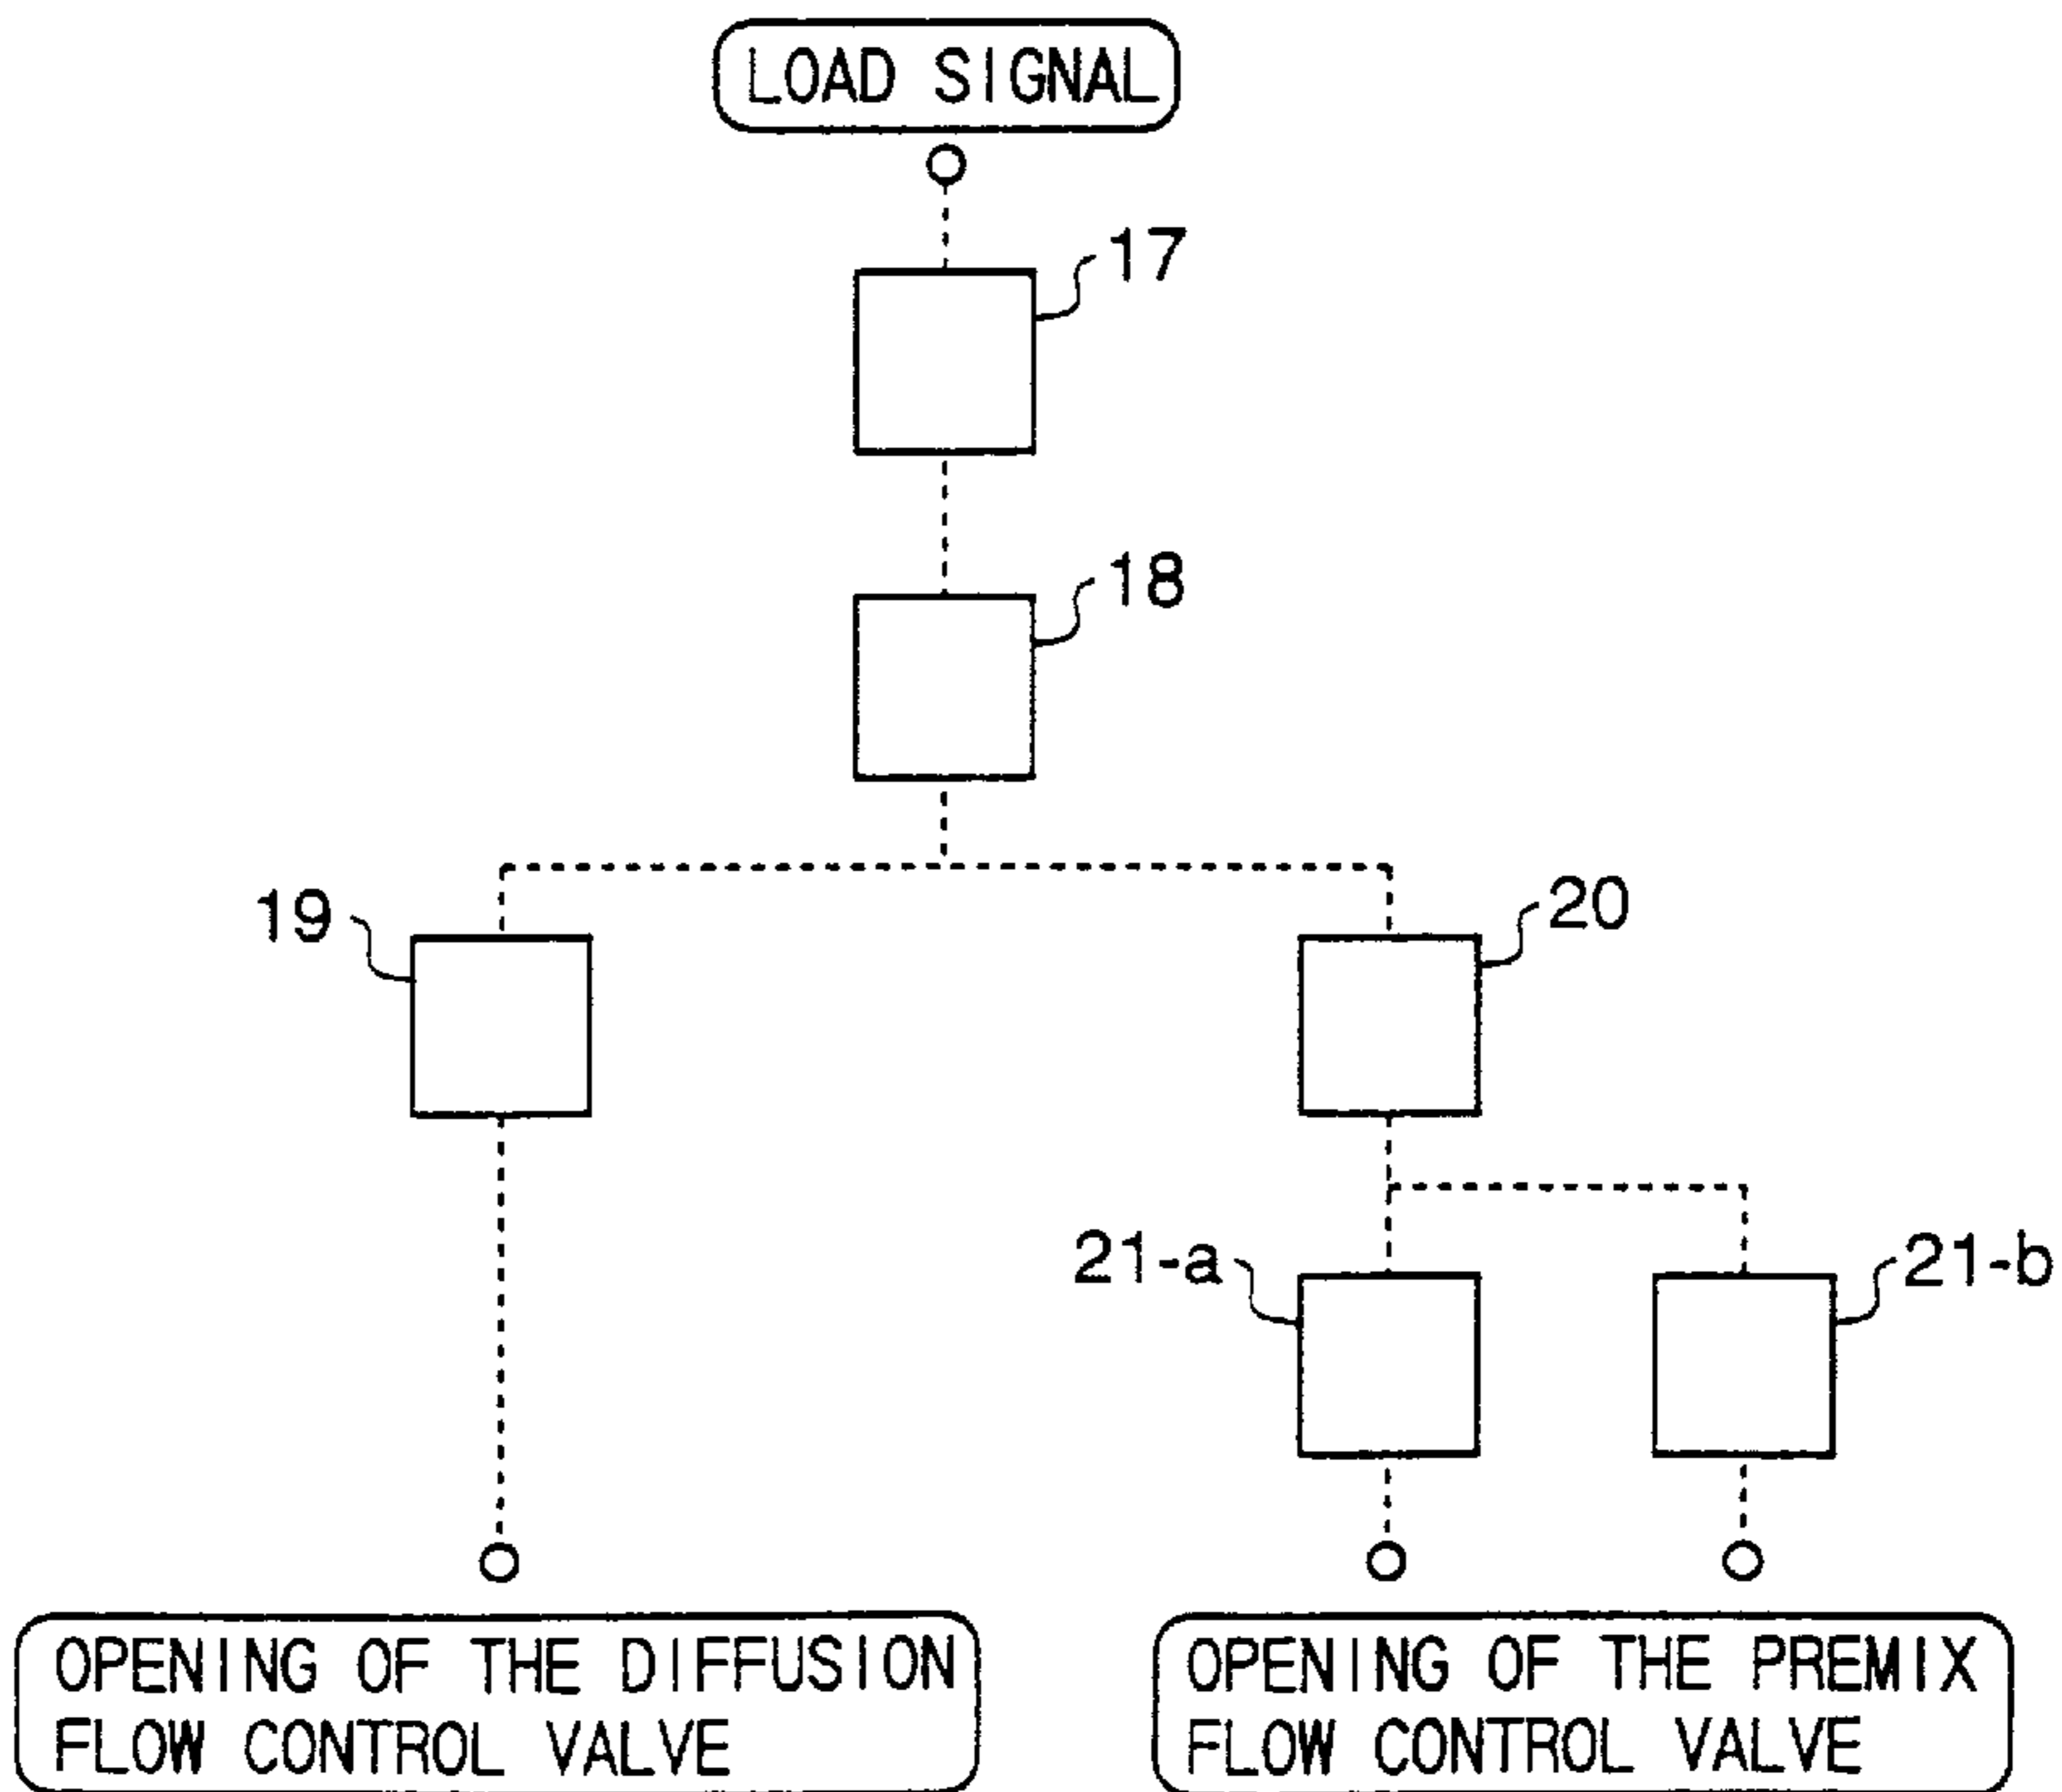 LOAD SIGNAL
17
18
19
20
21-a
21-b
OPENING OF THE DIFFUSION
FLOW CONTROL VALVE
OPENING OF THE PREMIX
FLOW CONTROL VALVE